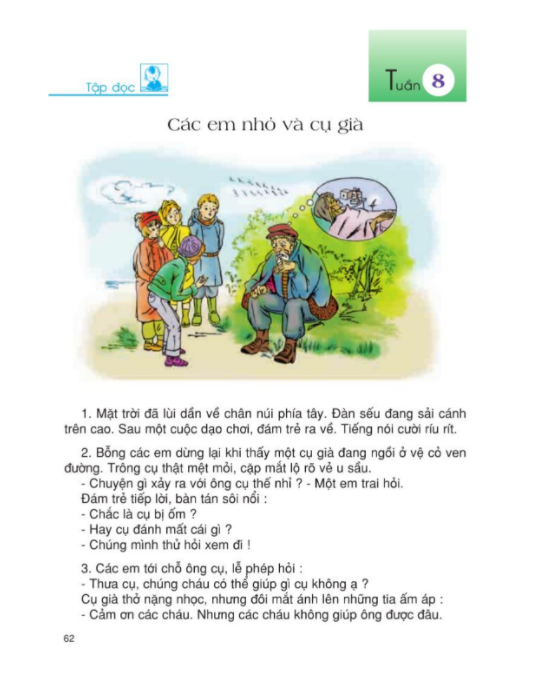 Tập đọc
Tuần 8
Các em nhỏ và cụ già
1. Mặt trời đã lùi dần về chân núi phía tây. Đàn sếu đang sải cánh
trên cao. Sau một cuộc dạo chơi, đám trẻ ra về. Tiếng nói cười ríu rít.
2. Bỗng các em dừng lại khi thấy một cụ già đang ngồi ở vệ cỏ ven
đường. Trông cụ thật mệt mỏi, cặp mắt lộ rõ vẻ u sầu.
- Chuyện gì xảy ra với ông cụ thế nhỉ ? - Một em trai hỏi.
Đám trẻ tiếp lời, bàn tán sôi nổi :
- Chắc là cụ bị ốm ?
- Hay cụ đánh mất cái gì ?
- Chúng mình thử hỏi xem đi !
3. Các em tới chỗ ông cụ, lễ phép hỏi :
- Thưa cụ, chúng cháu có thể giúp gì cụ không ạ ?
Cụ già thở nặng nhọc, nhưng đôi mắt ánh lên những tia ấm áp :
- Cảm ơn các cháu. Nhưng các cháu không giúp ông được đâu.
62